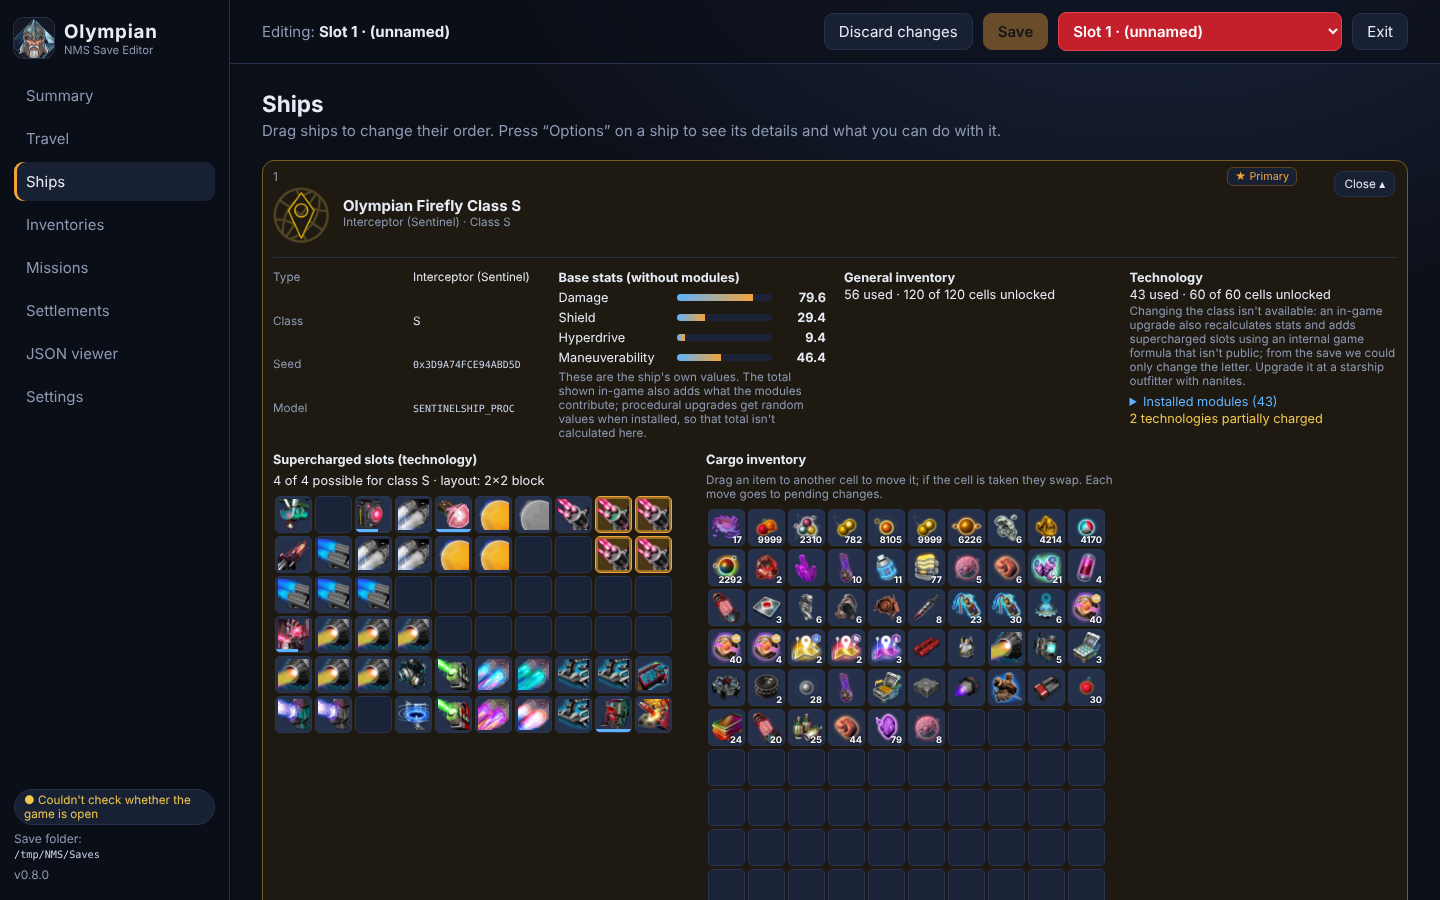 Olympian
NMS Save Editor
Summary
Travel
Ships
Inventories
Missions
Settlements
JSON viewer
Settings
● Couldn't check whether the
game is open
Save folder:
/tmp/NMS/Saves
v0.8.0
Editing: Slot 1 · (unnamed)
Discard changes
Save
Slot 1 · (unnamed)
Exit
Ships
Drag ships to change their order. Press “Options” on a ship to see its details and what you can do with it.
1
★ Primary
Close ▴
Olympian Firefly Class S
Interceptor (Sentinel) · Class S
Type Interceptor (Sentinel)
Class S
Seed 0x3D9A74FCE94ABD5D
Model SENTINELSHIP_PROC
Base stats (without modules)
Damage 79.6
Shield 29.4
Hyperdrive 9.4
Maneuverability 46.4
These are the ship's own values. The total
shown in-game also adds what the modules
contribute; procedural upgrades get random
values when installed, so that total isn't
calculated here.
General inventory
56 used · 120 of 120 cells unlocked
Technology
43 used · 60 of 60 cells unlocked
Changing the class isn't available: an in-game
upgrade also recalculates stats and adds
supercharged slots using an internal game
formula that isn't public; from the save we could
only change the letter. Upgrade it at a starship
outfitter with nanites.
▶ Installed modules (43)
2 technologies partially charged
Supercharged slots (technology)
4 of 4 possible for class S · layout: 2×2 block
Cargo inventory
Drag an item to another cell to move it; if the cell is taken they swap. Each
move goes to pending changes.
17 9999 2310 782 8105 9999 6226 6 4214 4170
2292 2 10 11 77 5 6 21 4
3 6 6 8 8 23 30 6 40
40 4 2 2 3 5 3
2 28 30
24 20 25 44 79 8